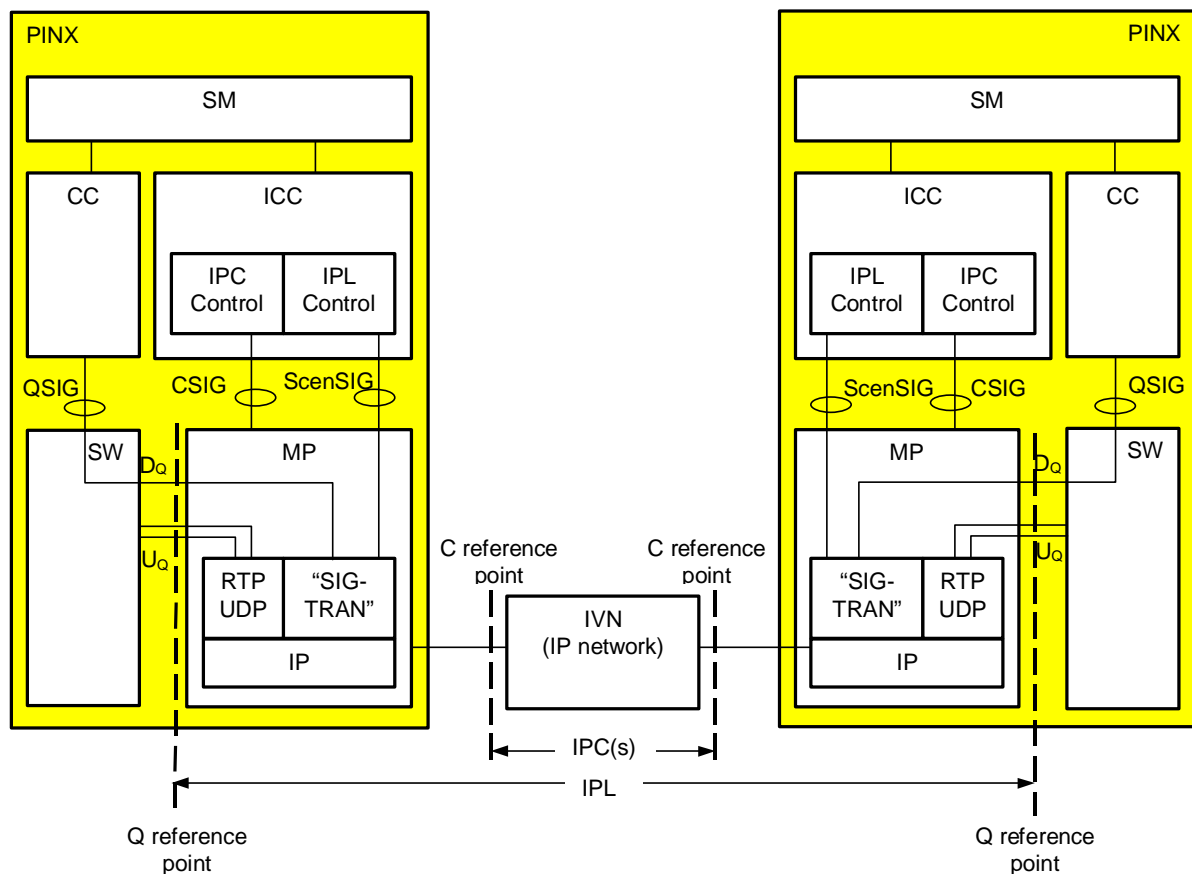 PINX
PINX
SM
SM
CC
ICC
ICC
CC
IPC
Control
IPL
Control
IPL
Control
IPC
Control
QSIG
CSIG
ScenSIG
ScenSIG
CSIG
QSIG
SW
MP
MP
SW
DQ
DQ
UQ
UQ
RTP
UDP
“SIG-
TRAN”
IP
C reference
point
C reference
point
IVN
(IP network)
“SIG-
TRAN”
RTP
UDP
IP
IPC(s)
IPL
Q reference
point
Q reference
point